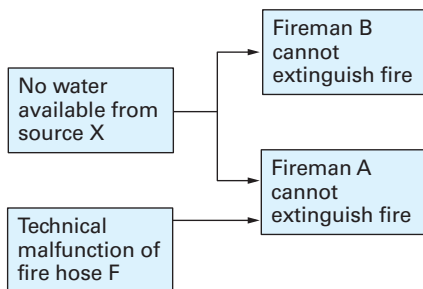 Fireman B
cannot
extinguish fire
No water
available from
source X
Fireman A
cannot
extinguish fire
Technical
malfunction of
fire hose F